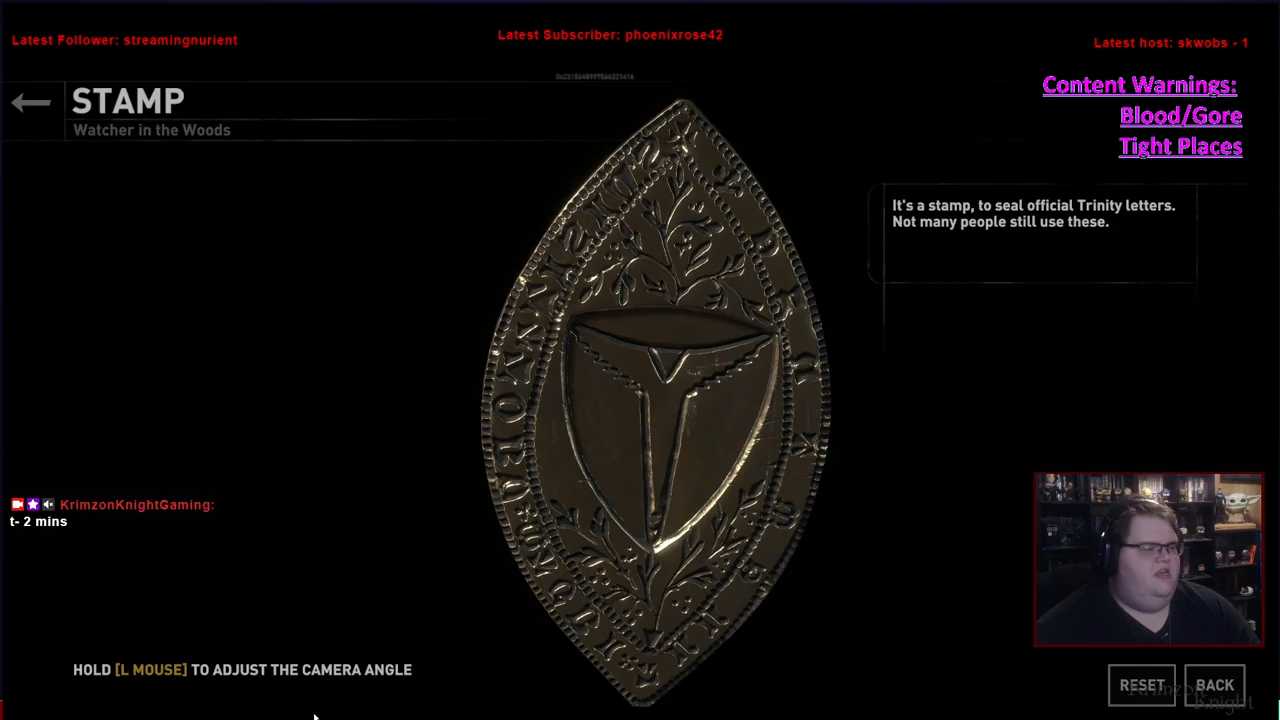 Latest Follower: streamingnurient
Latest Subscriber: phoenixrose42
Latest host: skwobs - 1
Content Warnings:
Blood/Gore
Tight Places
STAMP
Watcher in the Woods
It's a stamp, to seal official Trinity letters.
Not many people still use these.
KrimzonKnightGaming:
t- 2 mins
HOLD [L MOUSE] TO ADJUST THE CAMERA ANGLE
RESET
BACK
Krimzon
Knight